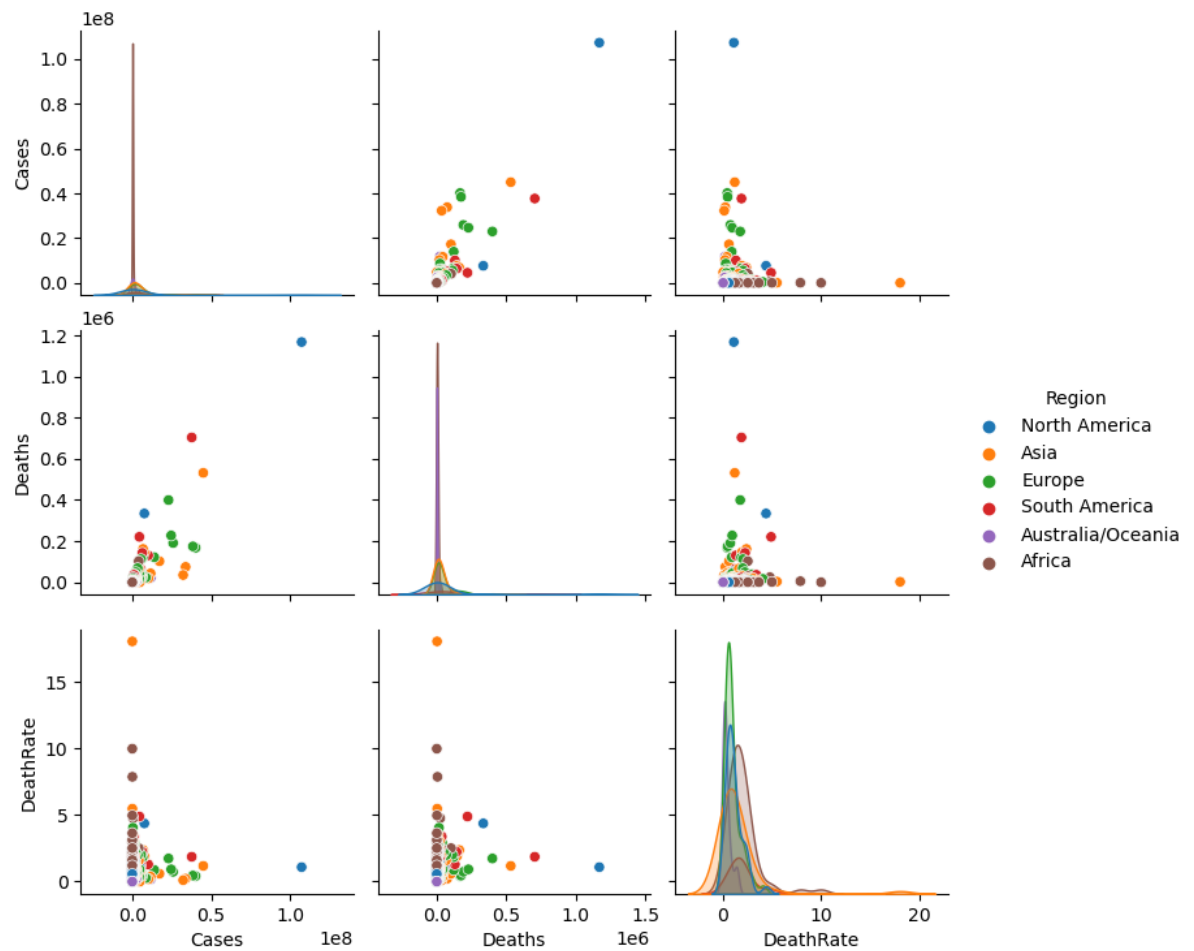 1e8
1.0
0.8
0.6
0.4
0.2
0.0
Cases
1e6
1.2
1.0
0.8
0.6
0.4
0.2
0.0
Deaths
Region
North America
Asia
Europe
South America
Australia/Oceania
Africa
15
10
5
0
DeathRate
0.0 0.5 1.0
Cases 1e8
0.0 0.5 1.0 1.5
Deaths 1e6
0 10 20
DeathRate